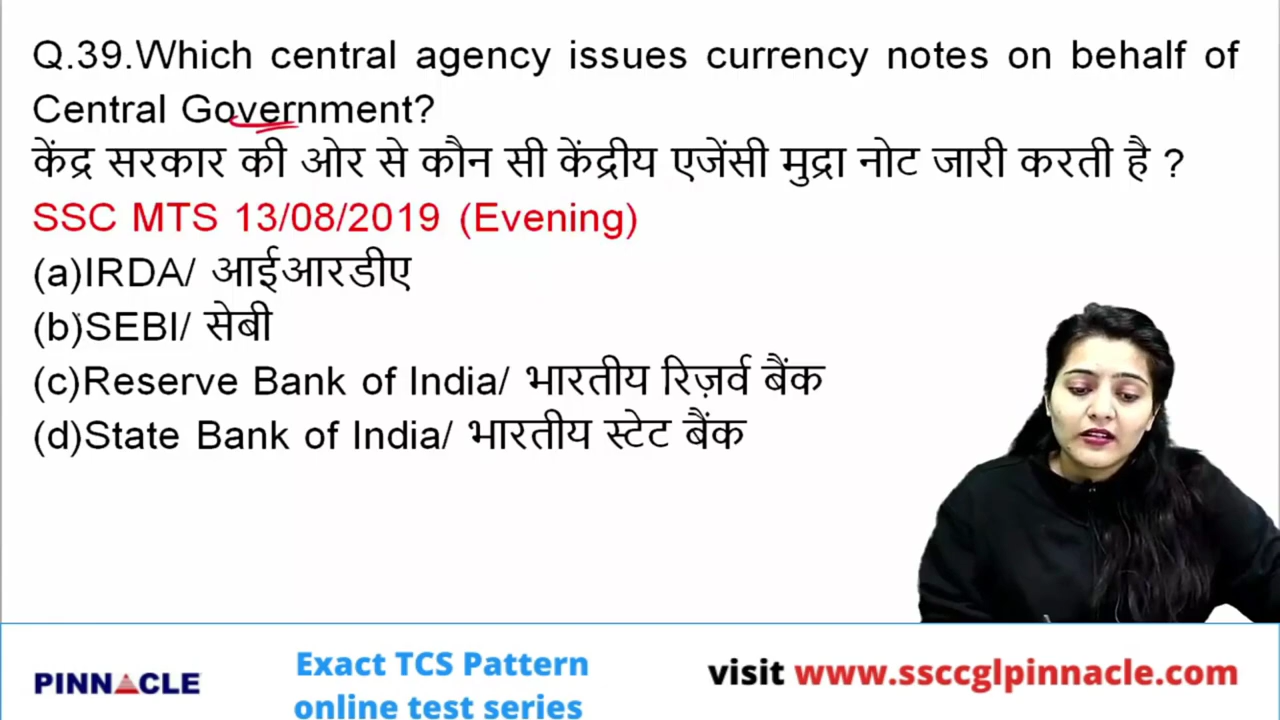 Q.39.Which central agency issues currency notes on behalf of
Central Government?
केंद्र सरकार की ओर से कौन सी केंद्रीय एजेंसी मुद्रा नोट जारी करती है ?
SSC MTS 13/08/2019 (Evening)
(a)IRDA/ आईआरडीए
(b)SEBI/ सेबी
(c)Reserve Bank of India/ भारतीय रिज़र्व बैंक
(d)State Bank of India/ भारतीय स्टेट बैंक
PINNACLE
Exact TCS Pattern
online test series
visit www.ssccglpinnacle.com